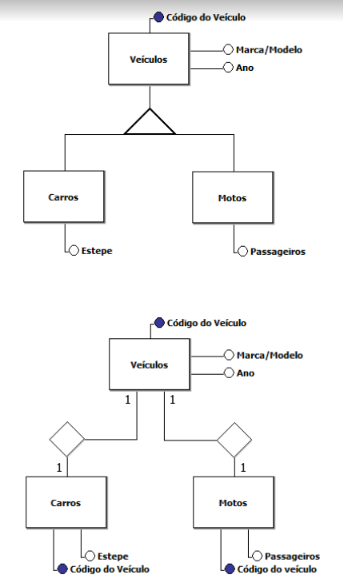 Código do Veículo
Veículos
Marca/Modelo
Ano
Carros
Motos
Estepe
Passageiros
Código do Veículo
Veículos
Marca/Modelo
Ano
1 1
1 1
Carros
Motos
Estepe
Passageiros
Código do Veículo
Código do veículo